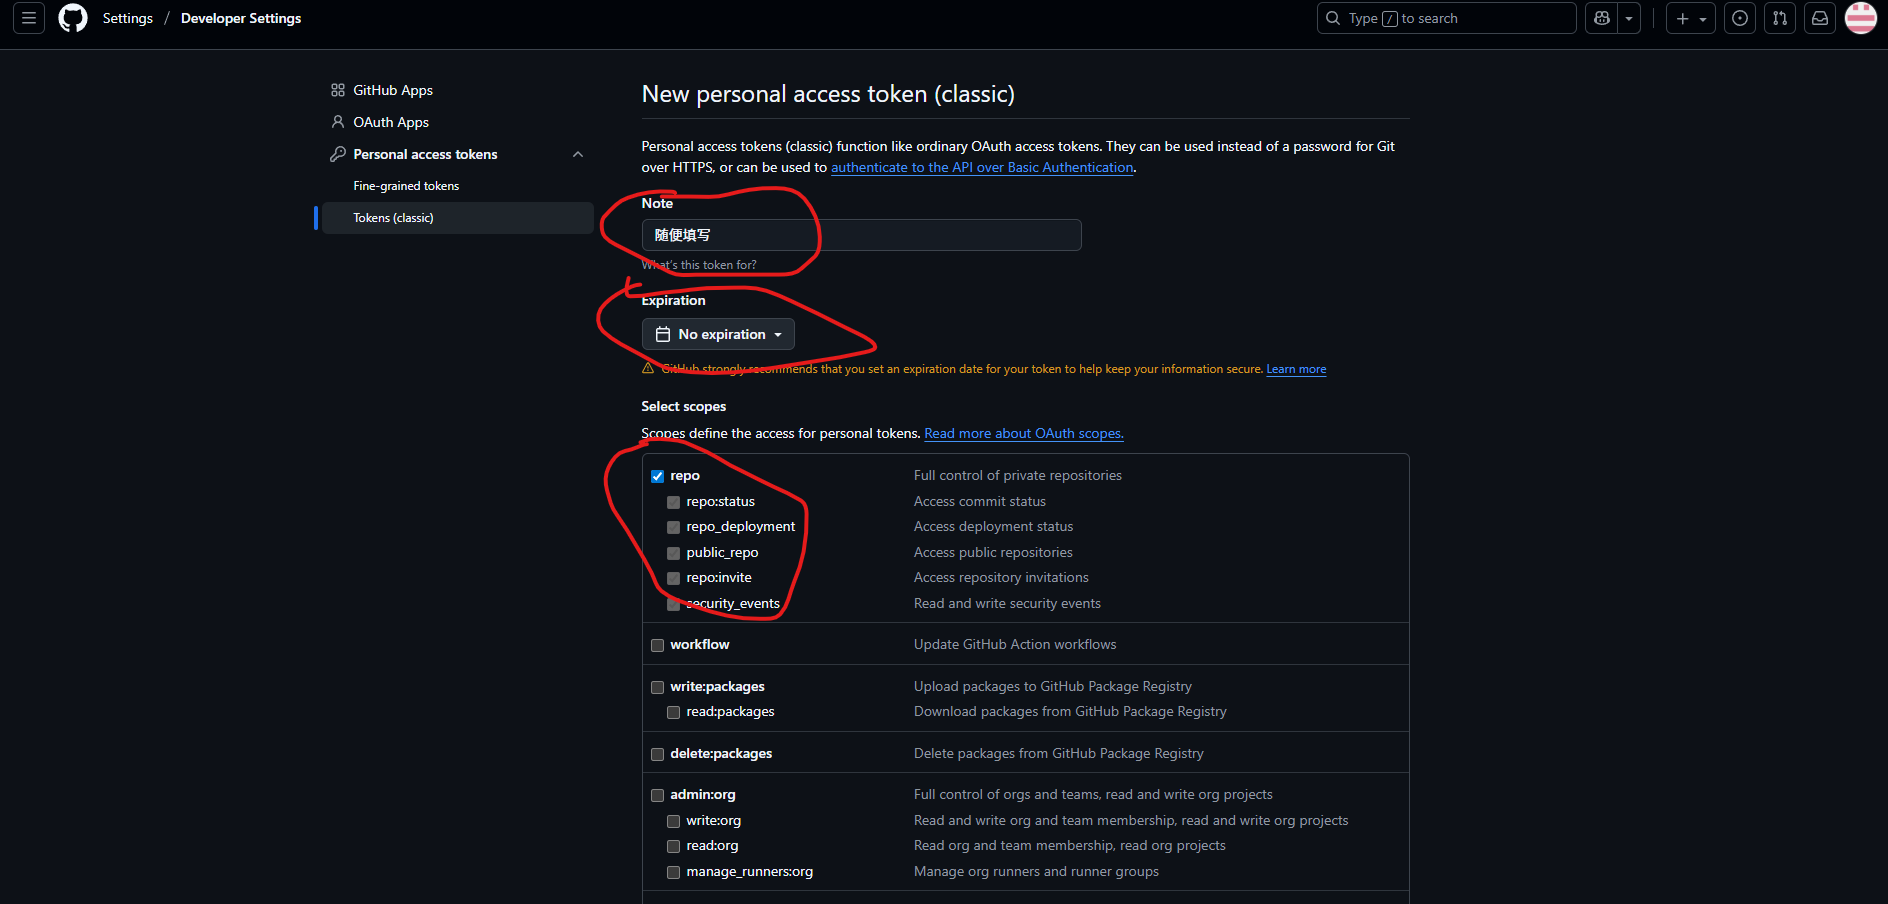 Settings / Developer Settings
Type / to search
GitHub Apps
OAuth Apps
Personal access tokens
Fine-grained tokens
Tokens (classic)
New personal access token (classic)
Personal access tokens (classic) function like ordinary OAuth access tokens. They can be used instead of a password for Git
over HTTPS, or can be used to authenticate to the API over Basic Authentication.
Note
随便填写
What's this token for?
Expiration
No expiration
GitHub strongly recommends that you set an expiration date for your token to help keep your information secure. Learn more
Select scopes
Scopes define the access for personal tokens. Read more about OAuth scopes.
repo Full control of private repositories
repo:status Access commit status
repo_deployment Access deployment status
public_repo Access public repositories
repo:invite Access repository invitations
security_events Read and write security events
workflow Update GitHub Action workflows
write:packages Upload packages to GitHub Package Registry
read:packages Download packages from GitHub Package Registry
delete:packages Delete packages from GitHub Package Registry
admin:org Full control of orgs and teams, read and write org projects
write:org Read and write org and team membership, read and write org projects
read:org Read org and team membership, read org projects
manage_runners:org Manage org runners and runner groups